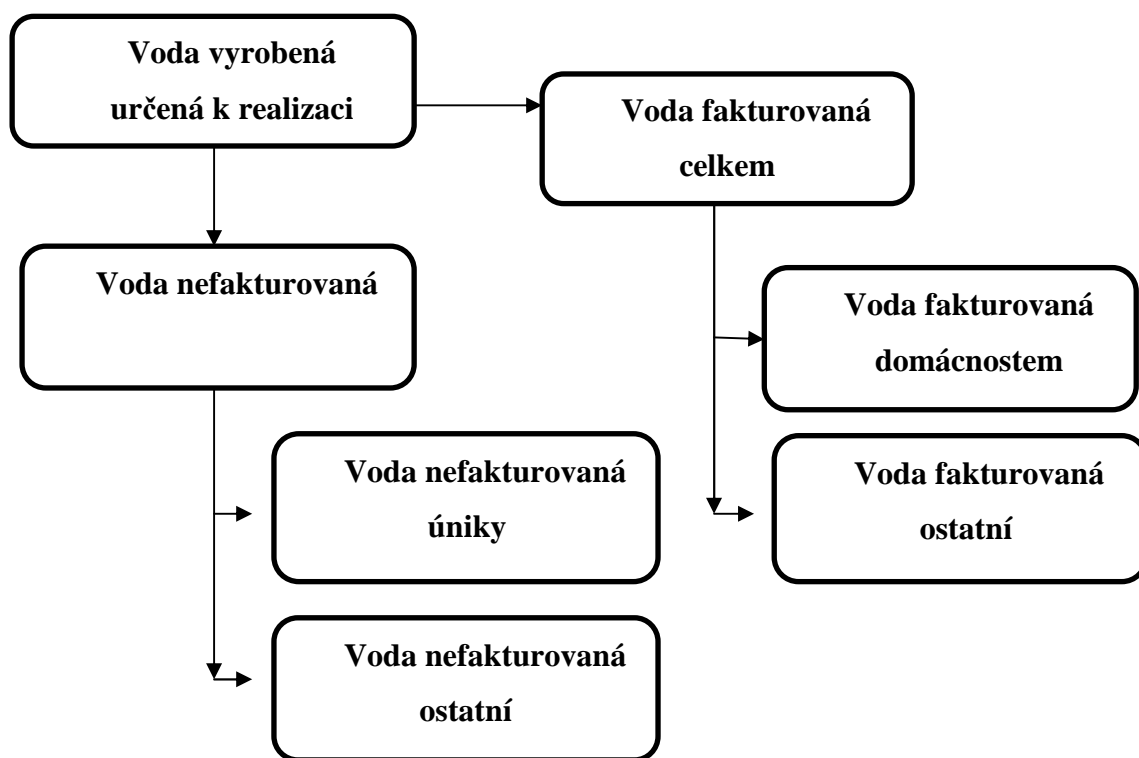 Voda vyrobená
určená k realizaci
Voda fakturovaná
celkem
Voda nefakturovaná
Voda fakturovaná
domácnostem
Voda nefakturovaná
úniky
Voda fakturovaná
ostatní
Voda nefakturovaná
ostatní